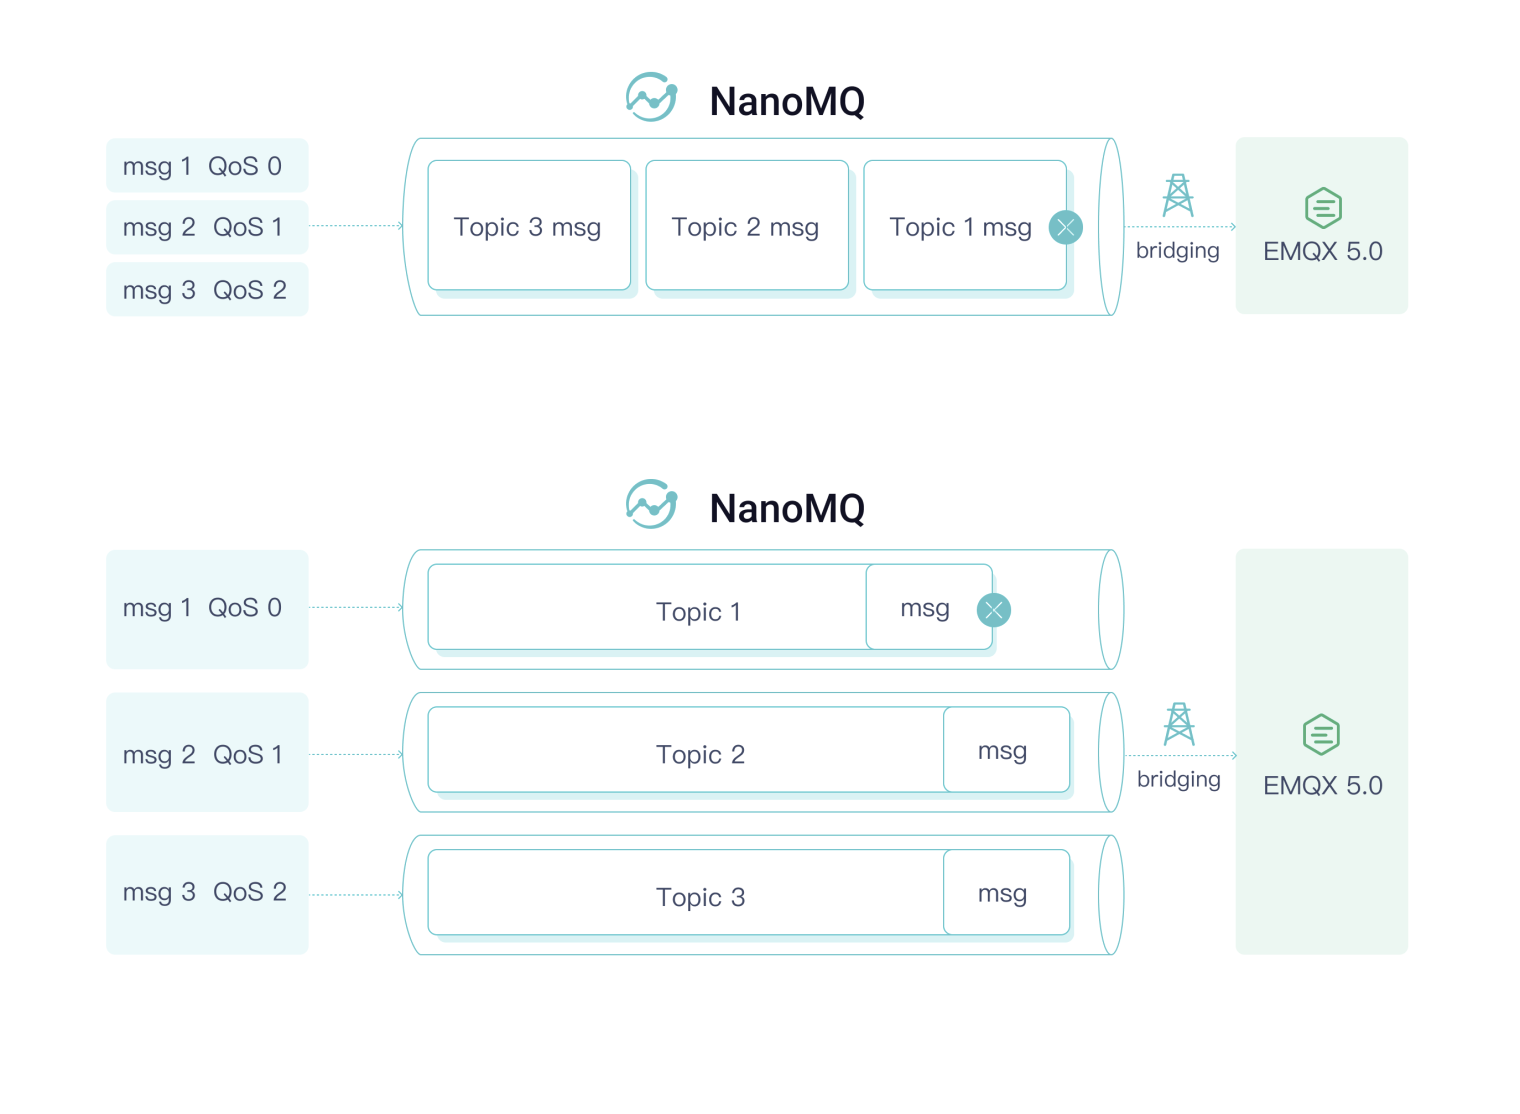 NanoMQ
msg 1 QoS 0
msg 2 QoS 1
msg 3 QoS 2
Topic 3 msg
Topic 2 msg
Topic 1 msg
bridging
EMQX 5.0
NanoMQ
msg 1 QoS 0
Topic 1
msg
msg 2 QoS 1
Topic 2
msg
bridging
EMQX 5.0
msg 3 QoS 2
Topic 3
msg